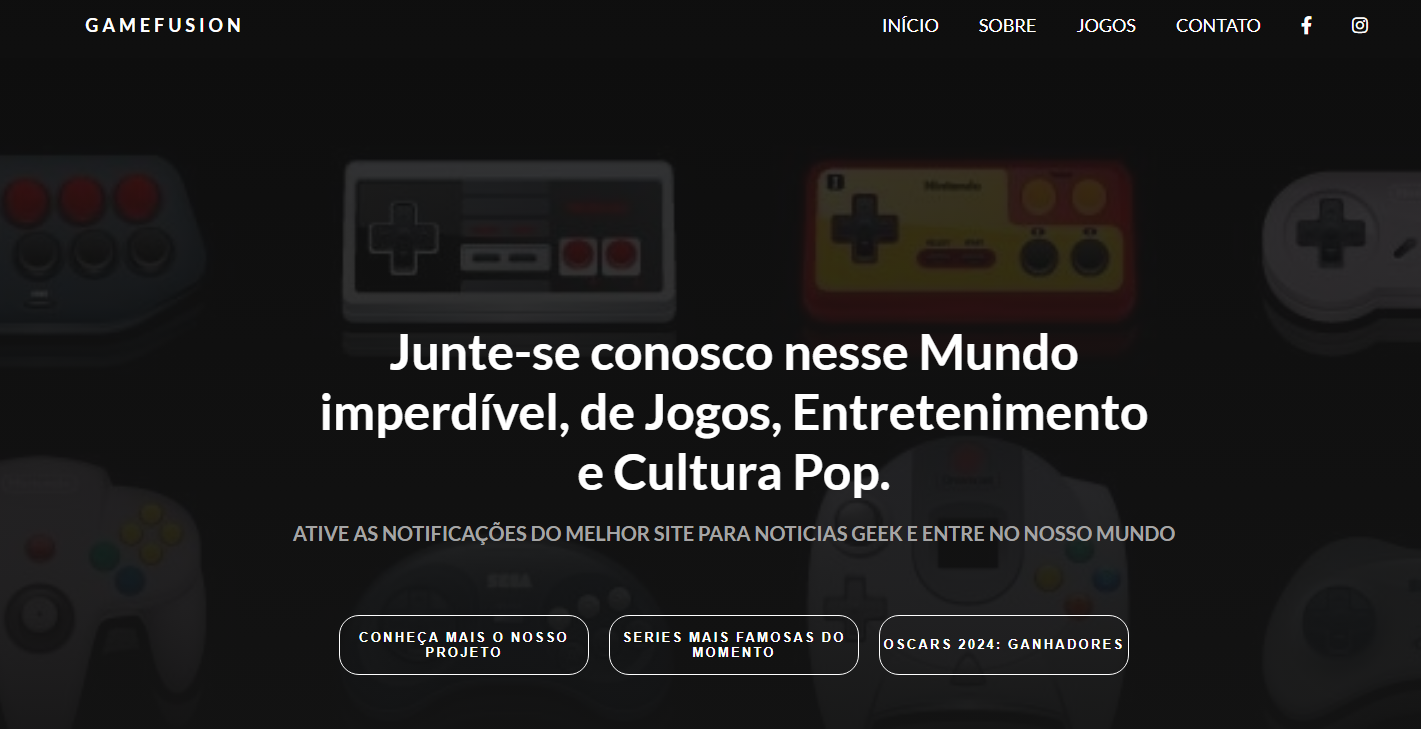 GAMEFUSION
INÍCIO SOBRE JOGOS CONTATO
Nintendo
Junte-se conosco nesse Mundo
imperdível, de Jogos, Entretenimento
e Cultura Pop.
ATIVE AS NOTIFICAÇÕES DO MELHOR SITE PARA NOTICIAS GEEK E ENTRE NO NOSSO MUNDO
SEGA
CONHEÇA MAIS O NOSSO
PROJETO
SERIES MAIS FAMOSAS DO
MOMENTO
OSCARS 2024: GANHADORES